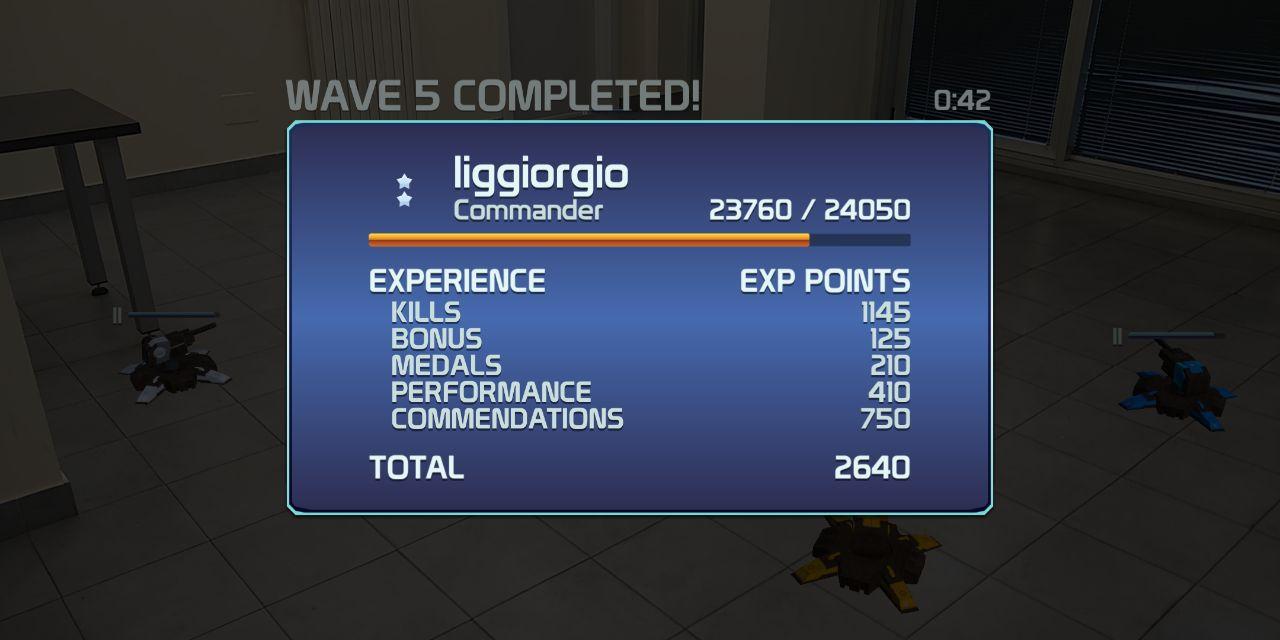 WAVE 5 COMPLETED!
0:42
liggiorgio
Commander
23760 / 24050
EXPERIENCE EXP POINTS
KILLS 1145
BONUS 125
MEDALS 210
PERFORMANCE 410
COMMENDATIONS 750
TOTAL 2640